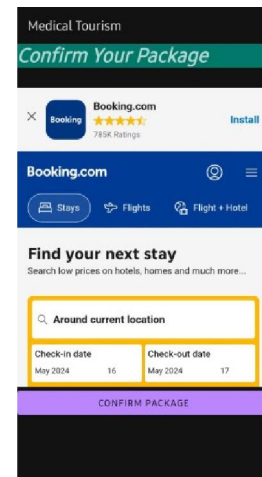 Medical Tourism
Confirm Your Package
Booking.com
Booking
785K Ratings
Install
Booking.com
Stays
Flights
Flight + Hotel
Find your next stay
Search low prices on hotels, homes and much more...
Around current location
Check-in date
Check-out date
May 2024 16
May 2024 17
CONFIRM PACKAGE